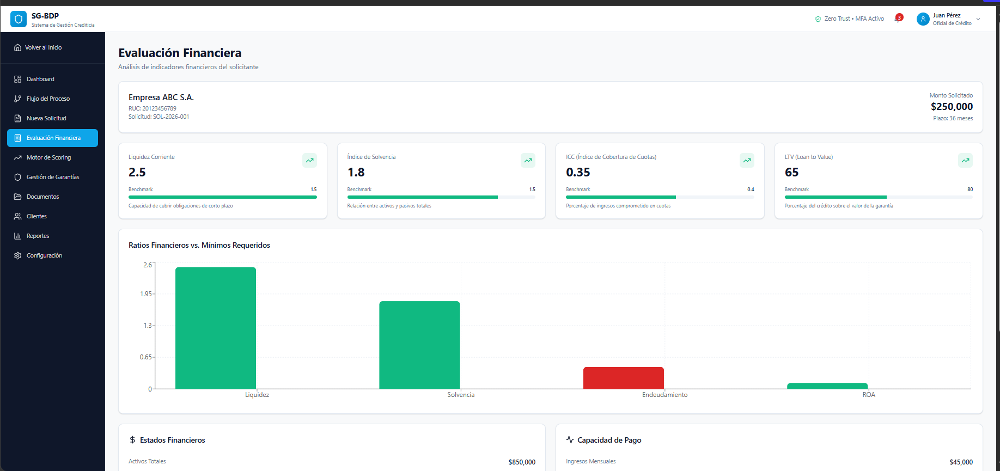 SG-BDP
Sistema de Gestión Crediticia
Zero Trust • MFA Activo
3
Juan Pérez
Oficial de Crédito
Volver al Inicio
Dashboard
Flujo del Proceso
Nueva Solicitud
Evaluación Financiera
Motor de Scoring
Gestión de Garantías
Documentos
Clientes
Reportes
Configuración
Evaluación Financiera
Análisis de indicadores financieros del solicitante
Empresa ABC S.A.
RUC: 20123456789
Solicitud: SOL-2026-001
Monto Solicitado
$250,000
Plazo: 36 meses
Liquidez Corriente
2.5
Benchmark 1.5
Capacidad de cubrir obligaciones de corto plazo
Índice de Solvencia
1.8
Benchmark 1.5
Relación entre activos y pasivos totales
ICC (Índice de Cobertura de Cuotas)
0.35
Benchmark 0.4
Porcentaje de ingresos comprometido en cuotas
LTV (Loan to Value)
65
Benchmark 80
Porcentaje del crédito sobre el valor de la garantía
Ratios Financieros vs. Mínimos Requeridos
2.6
1.95
1.3
0.65
0
Liquidez Solvencia Endeudamiento ROA
Estados Financieros
Activos Totales $850,000
Capacidad de Pago
Ingresos Mensuales $45,000